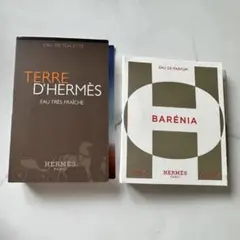 EAU DE TOILETTE
TERRE
D'HERMÈS
EAU TRÈS FRAÎCHE
HERMÈS
PARIS
EAU DE PARFUM
BARÉNIA
HERMÈS
PARIS